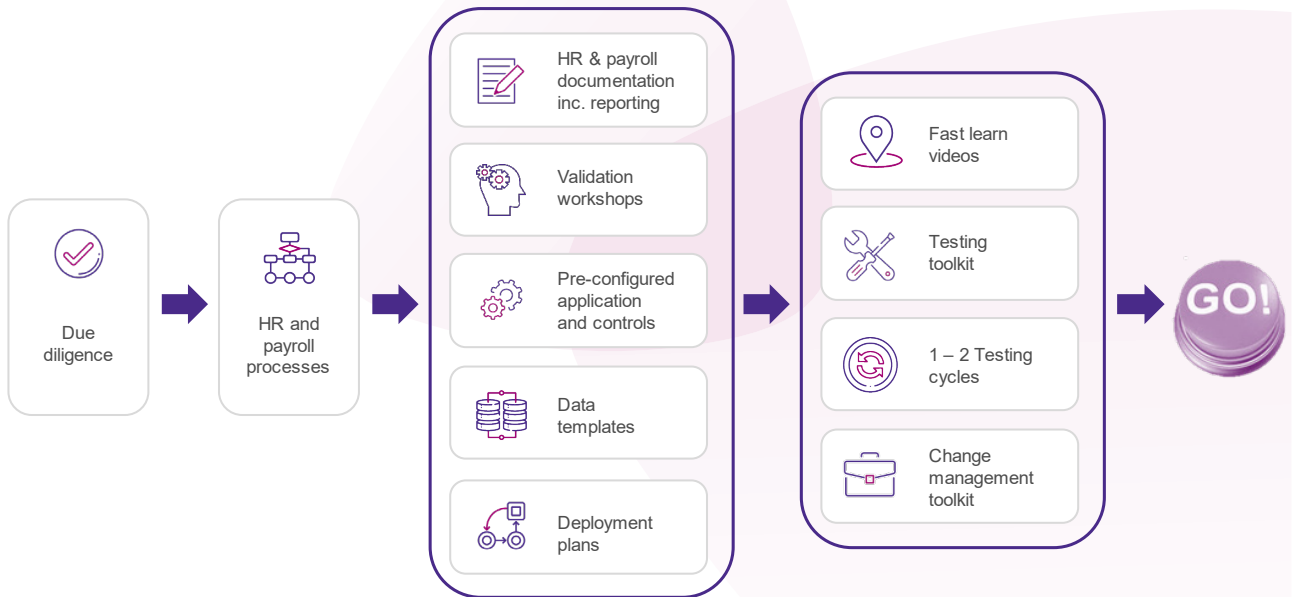 Due
diligence
HR and
payroll
processes
HR & payroll
documentation
inc. reporting
Validation
workshops
Pre-configured
application
and controls
Data
templates
Deployment
plans
Fast learn
videos
Testing
toolkit
1 – 2 Testing
cycles
Change
management
toolkit
GO!